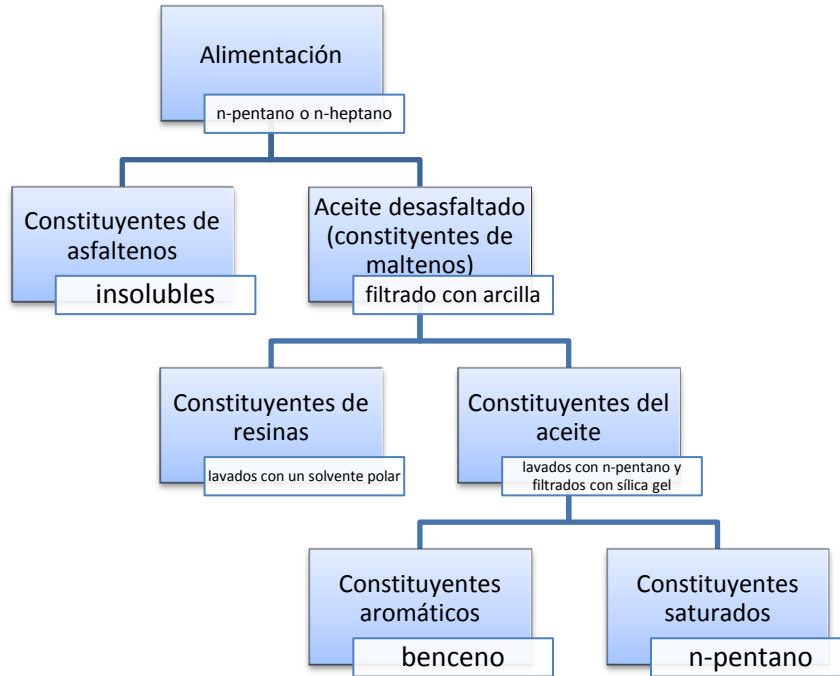 Alimentación
n-pentano o n-heptano
Constituyentes de
asfaltenos
insolubles
Aceite desasfaltado
(constityentes de
maltenos)
filtrado con arcilla
Constituyentes de
resinas
lavados con un solvente polar
Constituyentes del
aceite
lavados con n-pentano y
filtrados con sílica gel
Constituyentes
aromáticos
benceno
Constituyentes
saturados
n-pentano